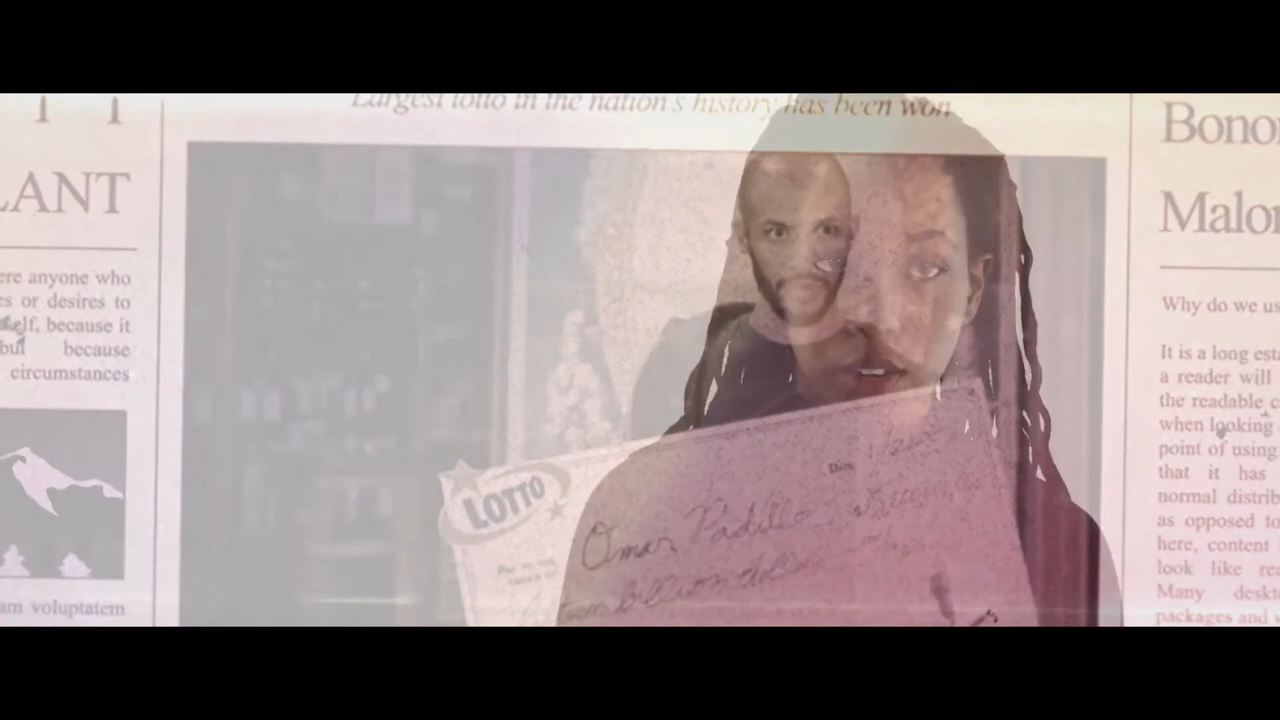 Largest lotto in the nation's history has been won
LANT
ere anyone who
es or desires to
itself, because it
but because
circumstances
am voluptatem
LOTTO
Omar Padilla
Bono
Malo
Why do we us
It is a long est
a reader will
the readable c
when looking
point of using
that it has
normal distrib
as opposed to
here, content
look like rea
Many deskt
packages and